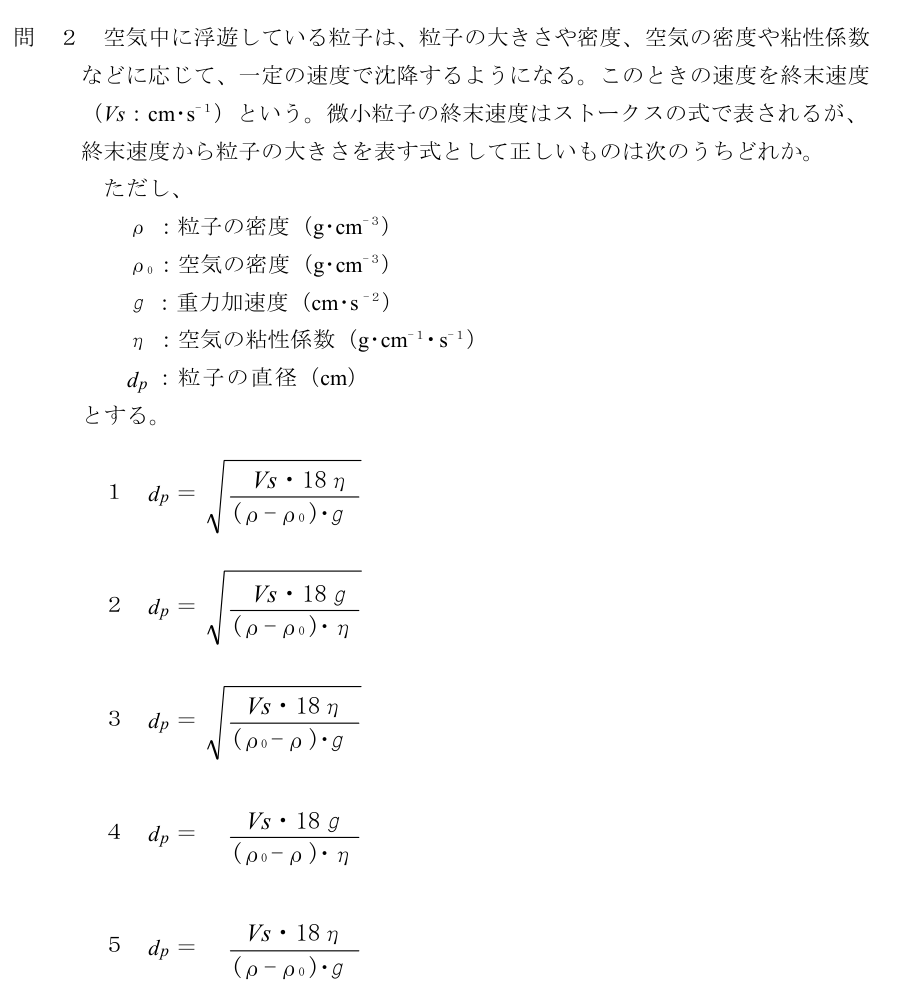 問　２　空気中に浮遊している粒子は、粒子の大きさや密度、空気の密度や粘性係数
などに応じて、一定の速度で沈降するようになる。このときの速度を終末速度
（Vs：cm・s⁻¹）という。微小粒子の終末速度はストークスの式で表されるが、
終末速度から粒子の大きさを表す式として正しいものは次のうちどれか。
ただし、
ρ ：粒子の密度（g・cm⁻³）
ρ₀：空気の密度（g・cm⁻³）
g ：重力加速度（cm・s⁻²）
η ：空気の粘性係数（g・cm⁻¹・s⁻¹）
dp ：粒子の直径（cm）
とする。
１　dp ＝ √(Vs・18η / (ρ－ρ₀)・g)
２　dp ＝ √(Vs・18g / (ρ－ρ₀)・η)
３　dp ＝ √(Vs・18η / (ρ₀－ρ)・g)
４　dp ＝ Vs・18g / (ρ₀－ρ)・η
５　dp ＝ Vs・18η / (ρ－ρ₀)・g